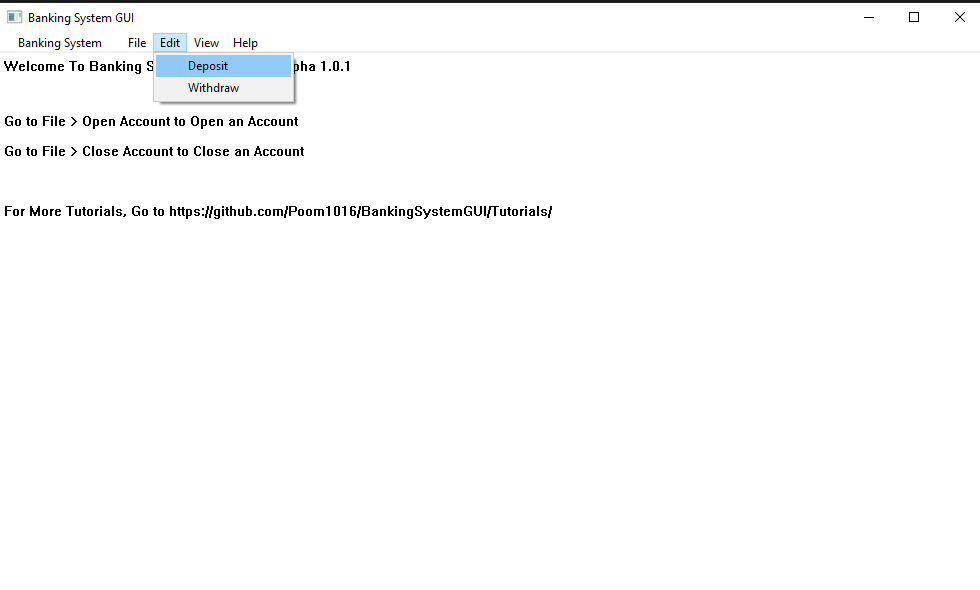 Banking System GUI
Banking System File Edit View Help
Deposit
Withdraw
Welcome To Banking pha 1.0.1
Go to File > Open Account to Open an Account
Go to File > Close Account to Close an Account
For More Tutorials, Go to https://github.com/Poom1016/BankingSystemGUI/Tutorials/